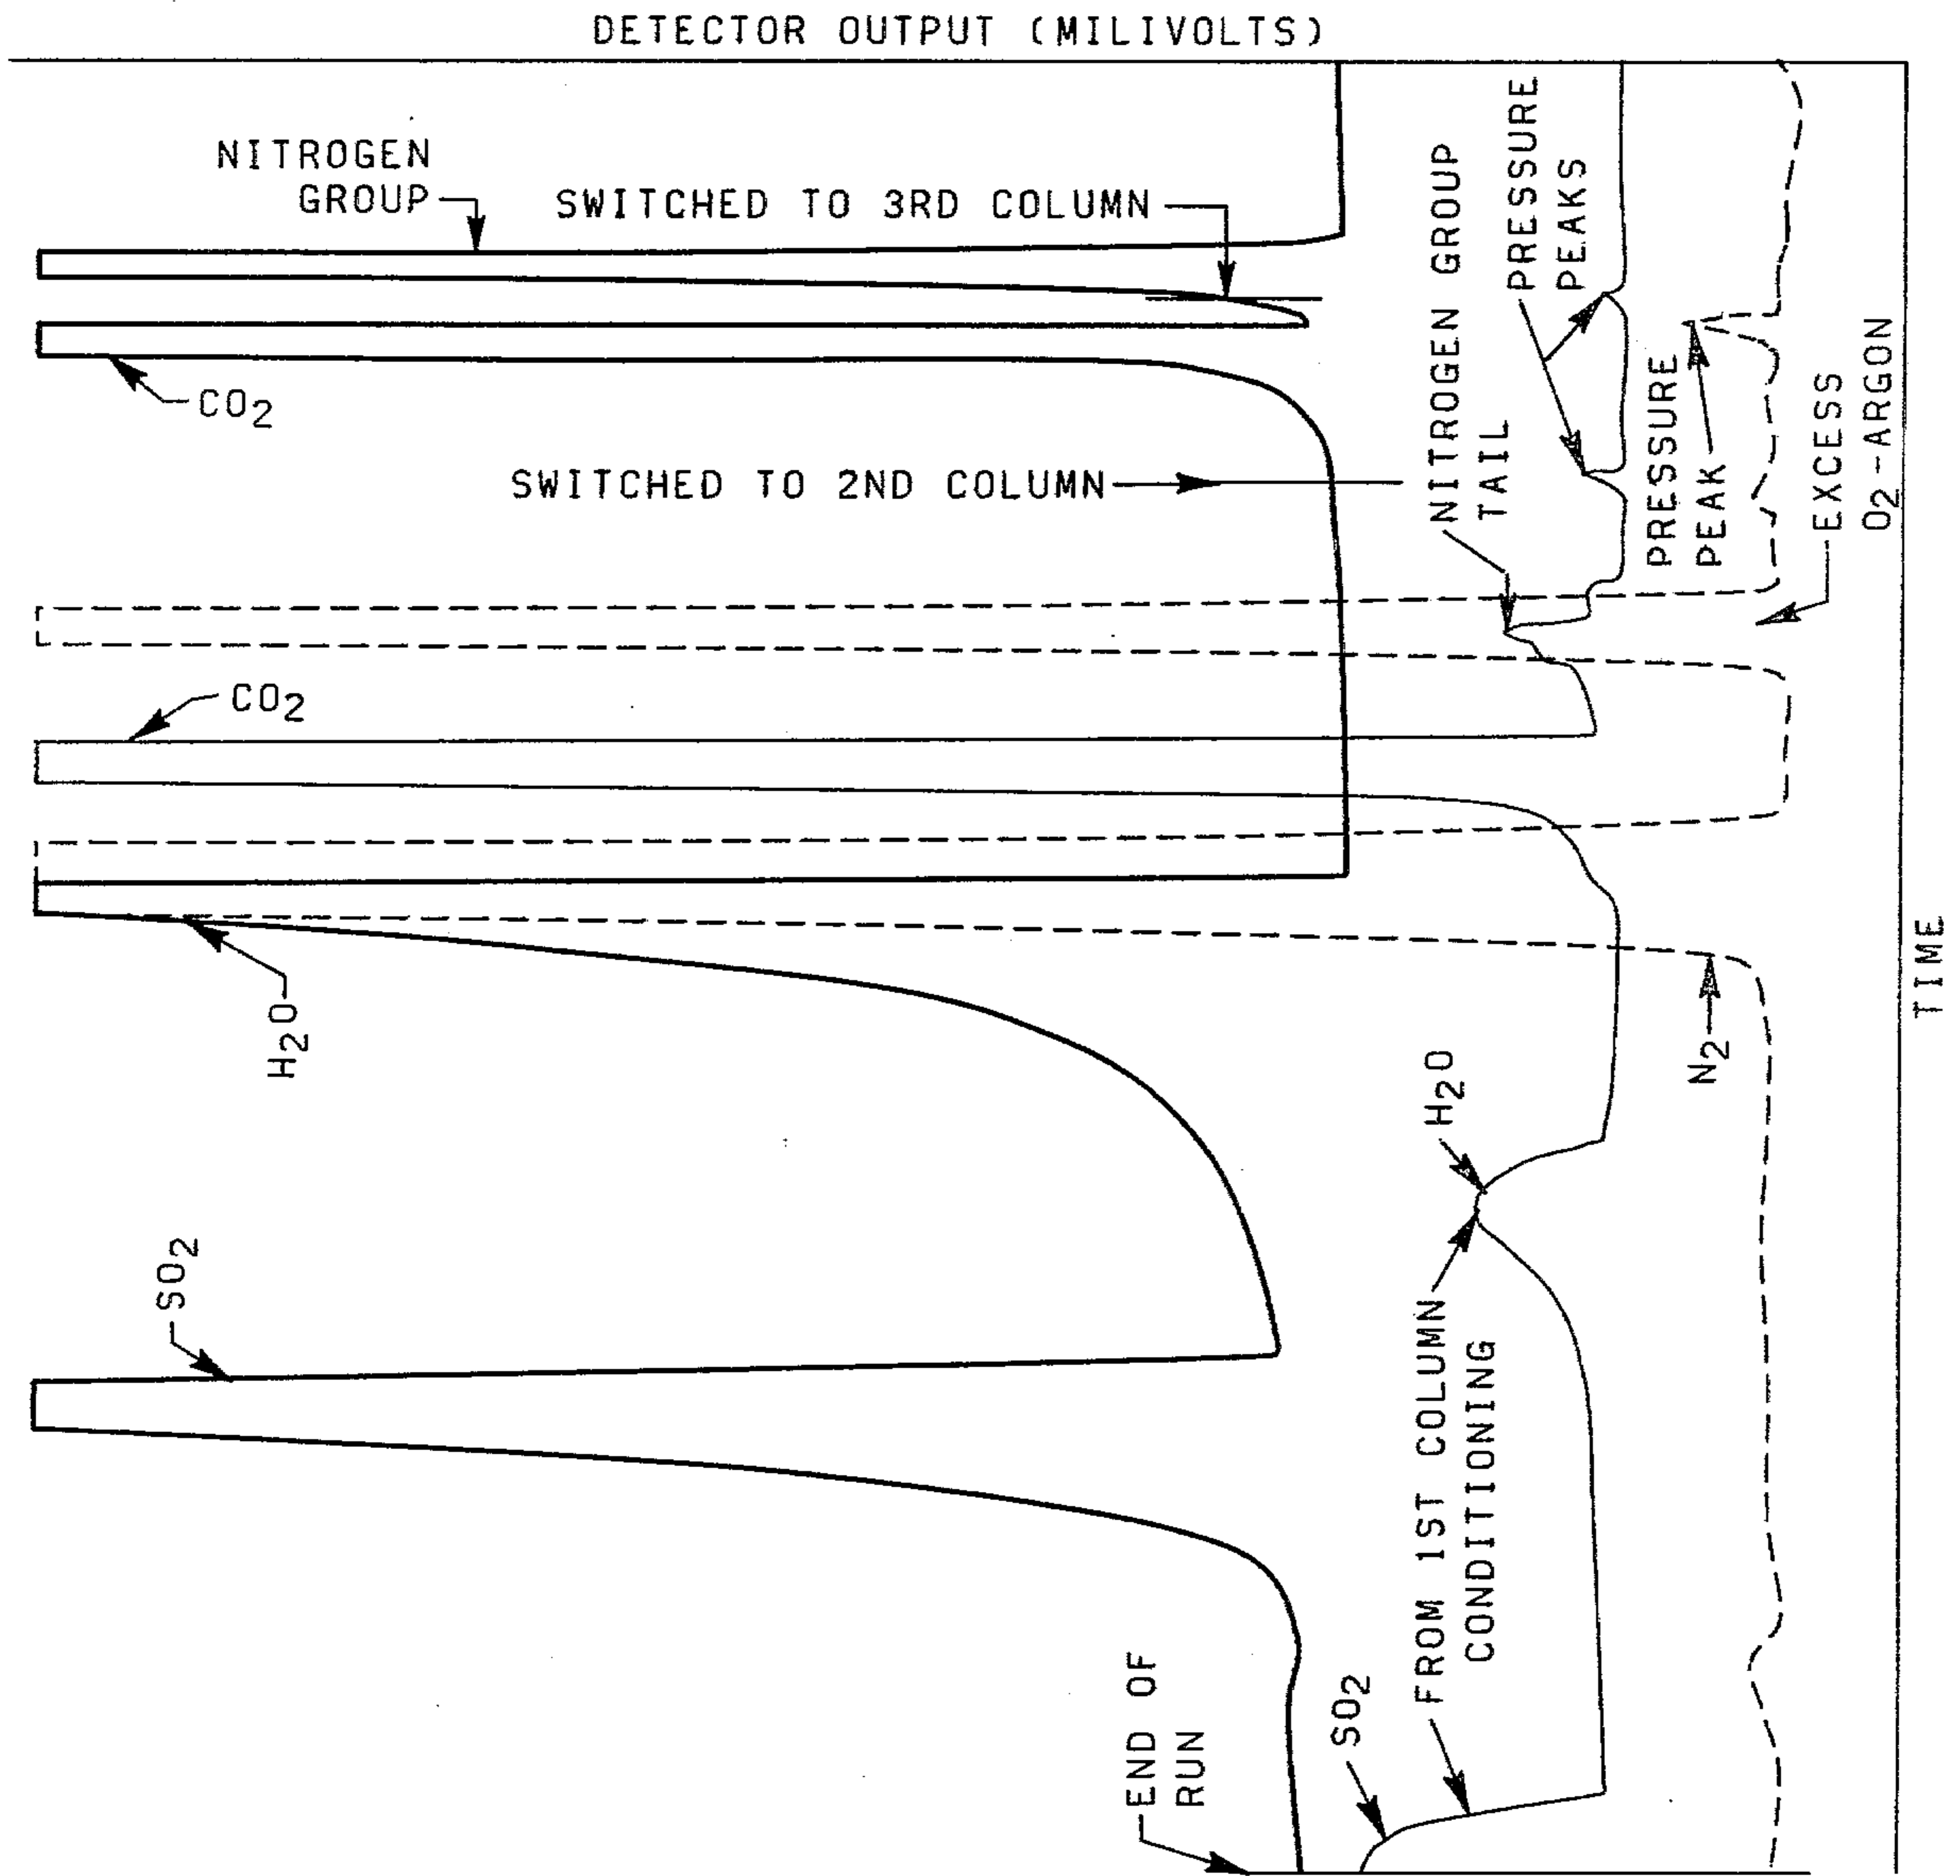 DETECTOR OUTPUT (MILIVOLTS)
NITROGEN
GROUP
SWITCHED TO 3RD COLUMN
CO2
SWITCHED TO 2ND COLUMN
NITROGEN GROUP
TAIL
PRESSURE
PEAKS
PRESSURE
PEAK
EXCESS
O2-ARGON
CO2
H2O
N2
H2O
TIME
SO2
FROM 1ST COLUMN
CONDITIONING
SO2
END OF
RUN